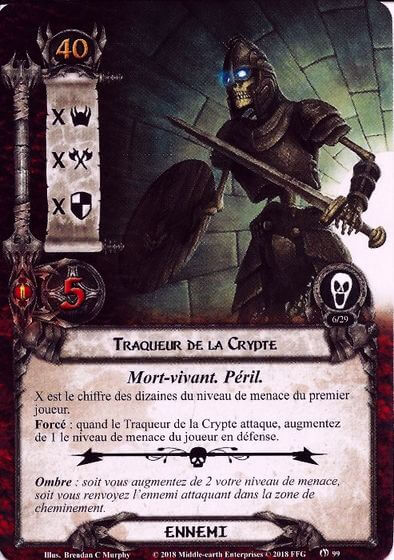 40
X
X
X
5
6/29
Traqueur de la Crypte
Mort-vivant. Péril.
X est le chiffre des dizaines du niveau de menace du premier
joueur.
Forcé : quand le Traqueur de la Crypte attaque, augmentez
de 1 le niveau de menace du joueur en défense.
Ombre : soit vous augmentez de 2 votre niveau de menace,
soit vous renvoyez l'ennemi attaquant dans la zone de
cheminement.
ENNEMI
Illus. Brendan C Murphy © 2018 Middle-earth Enterprises © 2018 FFG 99